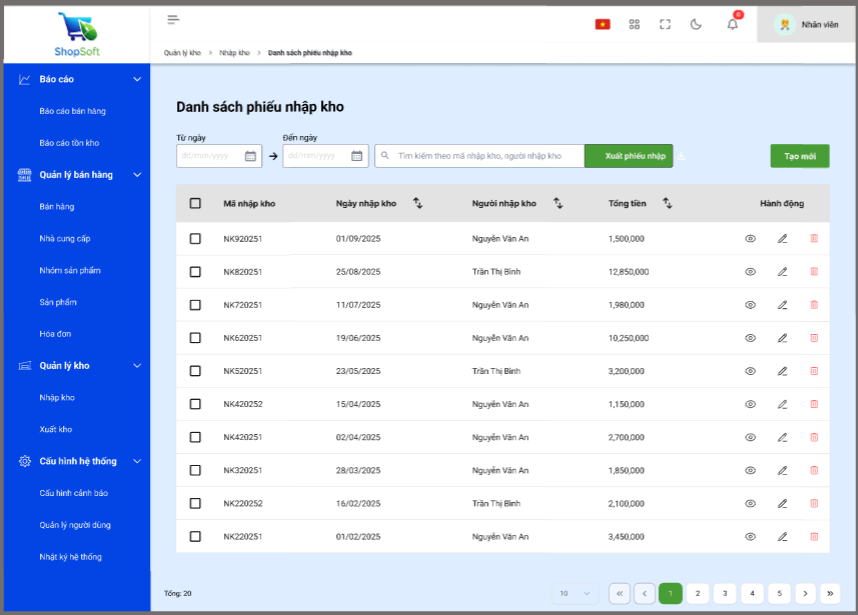 ShopSoft
8
Nhân viên
Quản lý kho > Nhập kho > Danh sách phiếu nhập kho
Báo cáo
Báo cáo bán hàng
Báo cáo tồn kho
Quản lý bán hàng
Bán hàng
Nhà cung cấp
Nhóm sản phẩm
Sản phẩm
Hóa đơn
Quản lý kho
Nhập kho
Xuất kho
Cấu hình hệ thống
Cấu hình cảnh báo
Quản lý người dùng
Nhật ký hệ thống
Danh sách phiếu nhập kho
Từ ngày Đến ngày
dd/mm/yyyy dd/mm/yyyy Tìm kiếm theo mã nhập kho, người nhập kho Xuất phiếu nhập Tạo mới
Mã nhập kho Ngày nhập kho Người nhập kho Tổng tiền Hành động
NK920251 01/09/2025 Nguyễn Văn An 1,500,000
NK820251 25/08/2025 Trần Thị Bình 12,850,000
NK720251 11/07/2025 Nguyễn Văn An 1,980,000
NK620251 19/06/2025 Nguyễn Văn An 10,250,000
NK520251 23/05/2025 Trần Thị Bình 3,200,000
NK420252 15/04/2025 Nguyễn Văn An 1,150,000
NK420251 02/04/2025 Nguyễn Văn An 2,700,000
NK320251 28/03/2025 Nguyễn Văn An 1,850,000
NK220252 16/02/2025 Trần Thị Bình 2,100,000
NK220251 01/02/2025 Nguyễn Văn An 3,450,000
Tổng: 20 10 « < 1 2 3 4 5 > »